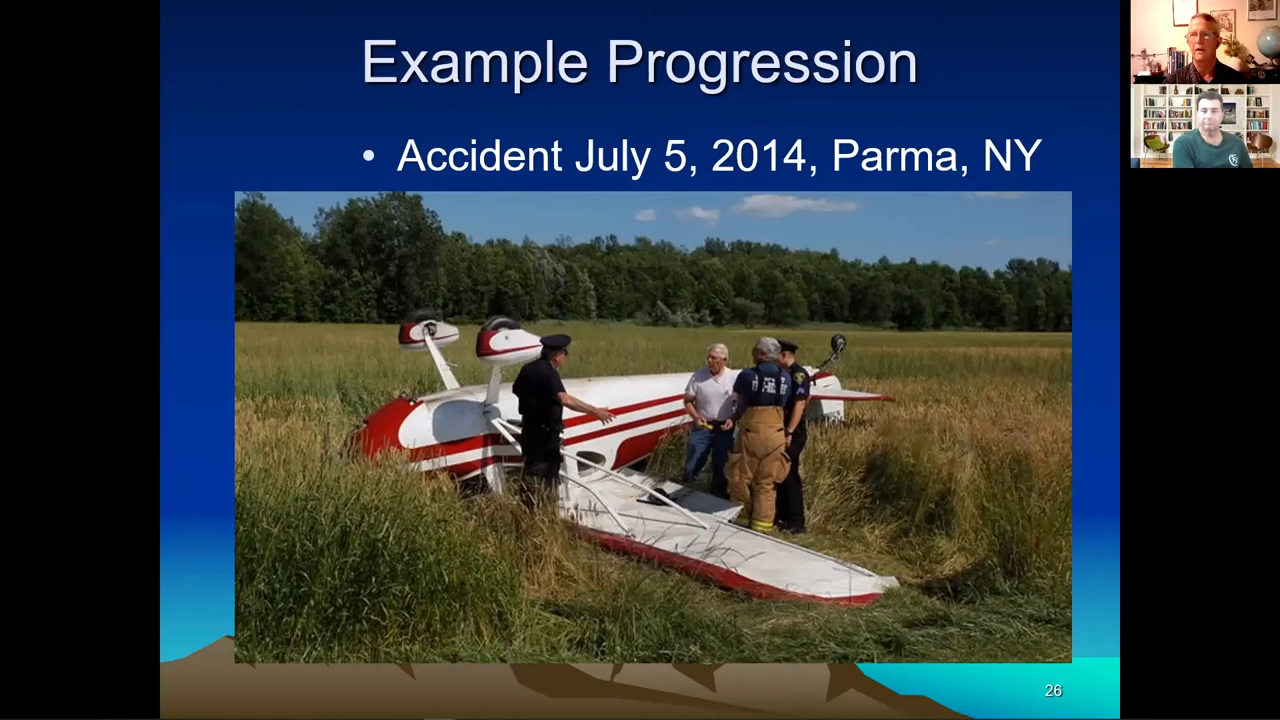 Example Progression
• Accident July 5, 2014, Parma, NY
26